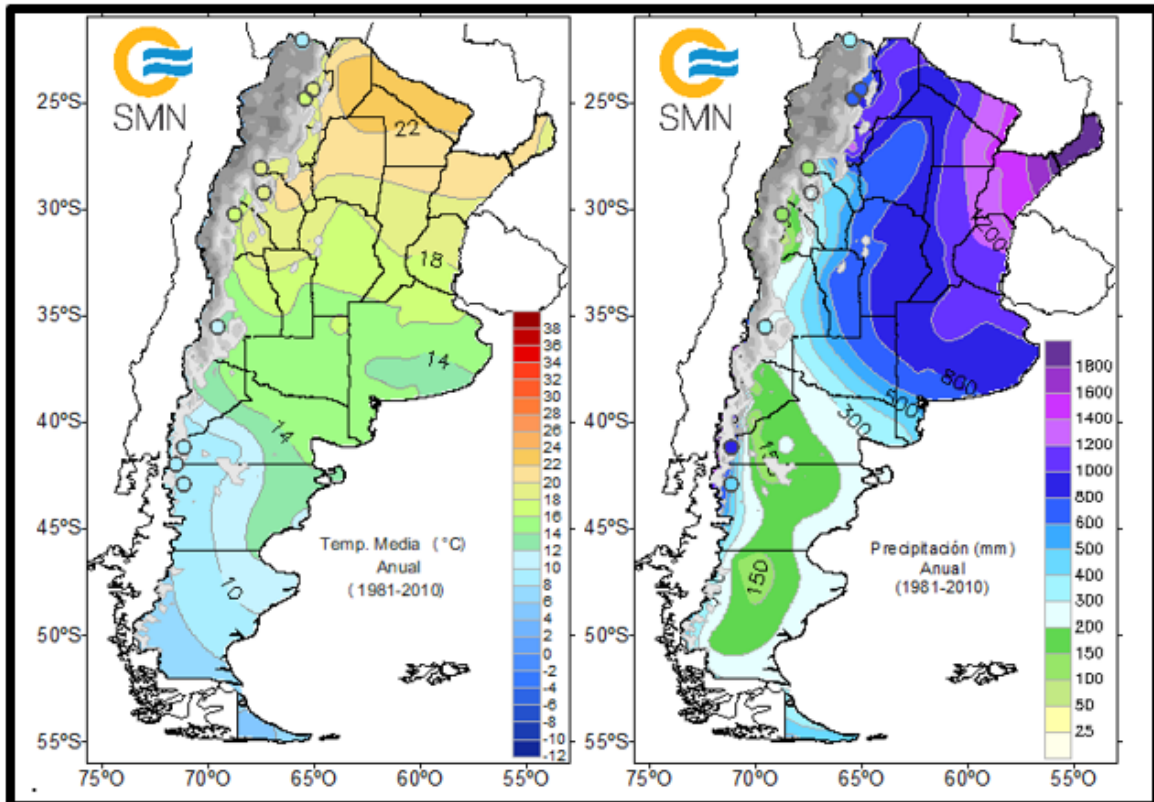 SMN
25ºS
30ºS
35ºS
40ºS
45ºS
50ºS
55ºS
75ºO
70ºO
65ºO
60ºO
55ºO
22
18
14
14
10
Temp. Media (°C)
Anual
(1981-2010)
38
36
34
32
30
28
26
24
22
20
18
16
14
12
10
8
6
4
2
0
-2
-4
-6
-8
-10
-12
SMN
25ºS
30ºS
35ºS
40ºS
45ºS
50ºS
55ºS
75ºO
70ºO
65ºO
60ºO
55ºO
1200
800
500
300
150
Precipitación (mm)
Anual
(1981-2010)
1800
1600
1400
1200
1000
800
600
500
400
300
200
150
100
50
25